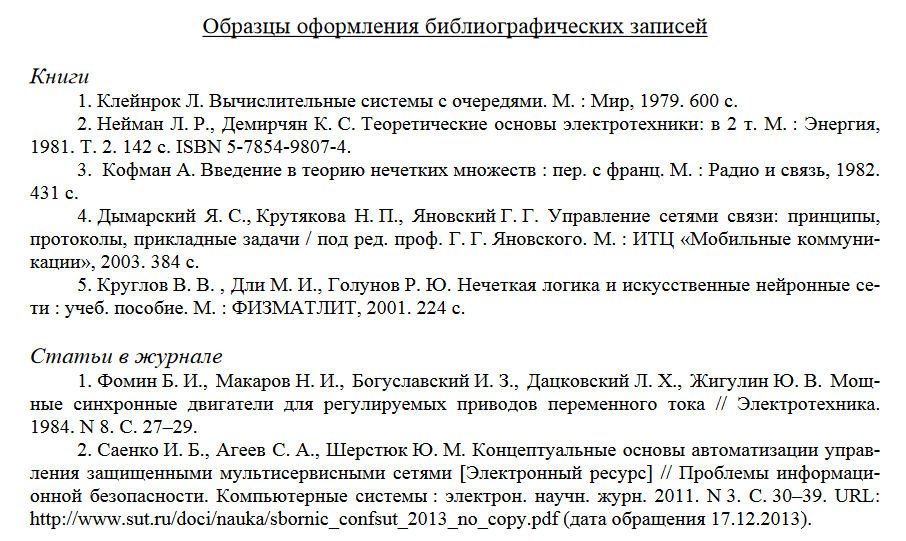 Образцы оформления библиографических записей
Книги
1. Клейнрок Л. Вычислительные системы с очередями. М. : Мир, 1979. 600 с.
2. Нейман Л. Р., Демирчян К. С. Теоретические основы электротехники: в 2 т. М. : Энергия,
1981. Т. 2. 142 с. ISBN 5-7854-9807-4.
3. Кофман А. Введение в теорию нечетких множеств : пер. с франц. М. : Радио и связь, 1982.
431 с.
4. Дымарский Я. С., Крутякова Н. П., Яновский Г. Г. Управление сетями связи: принципы,
протоколы, прикладные задачи / под ред. проф. Г. Г. Яновского. М. : ИТЦ «Мобильные коммуни-
кации», 2003. 384 с.
5. Круглов В. В. , Дли М. И., Голунов Р. Ю. Нечеткая логика и искусственные нейронные се-
ти : учеб. пособие. М. : ФИЗМАТЛИТ, 2001. 224 с.
Статьи в журнале
1. Фомин Б. И., Макаров Н. И., Богуславский И. З., Дацковский Л. Х., Жигулин Ю. В. Мощ-
ные синхронные двигатели для регулируемых приводов переменного тока // Электротехника.
1984. N 8. С. 27–29.
2. Саенко И. Б., Агеев С. А., Шерстюк Ю. М. Концептуальные основы автоматизации управ-
ления защищенными мультисервисными сетями [Электронный ресурс] // Проблемы информаци-
онной безопасности. Компьютерные системы : электрон. научн. журн. 2011. N 3. С. 30–39. URL:
http://www.sut.ru/doci/nauka/sbornic_confsut_2013_no_copy.pdf (дата обращения 17.12.2013).